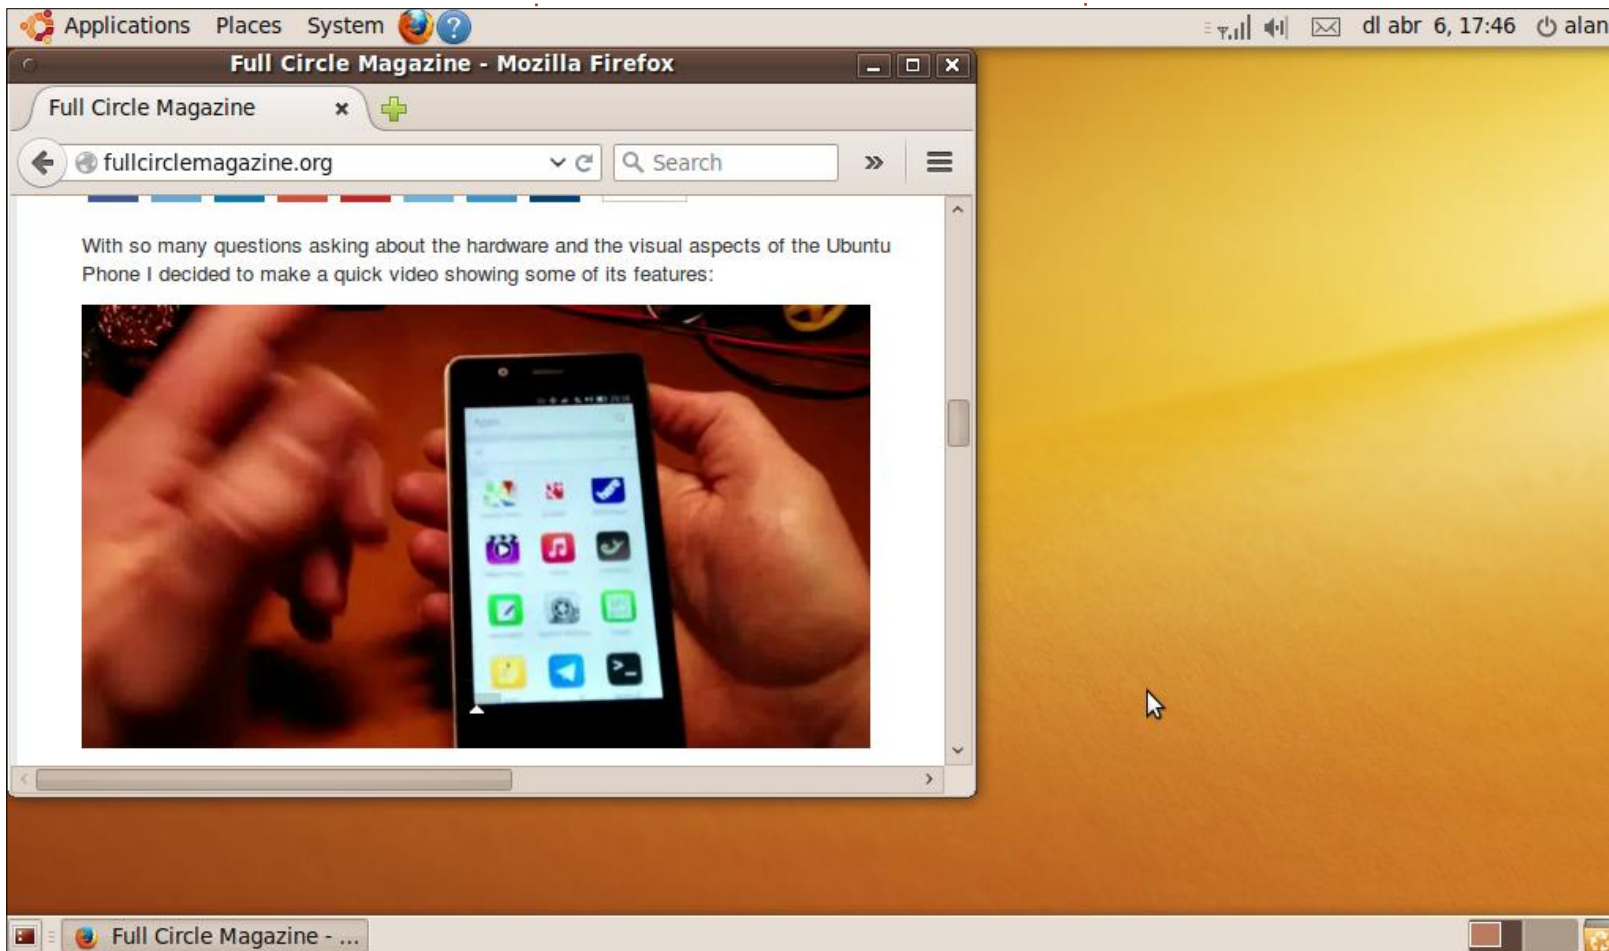 Applications Places System ? dl abr 6, 17:46 alan
Full Circle Magazine - Mozilla Firefox
Full Circle Magazine
fullcirclemagazine.org Search
With so many questions asking about the hardware and the visual aspects of the Ubuntu
Phone I decided to make a quick video showing some of its features:
Apps
Full Circle Magazine - ...